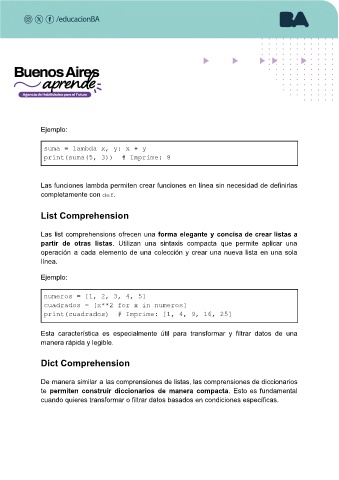 /educacionBA
BA
Buenos Aires
aprende
Agencia de Habilidades para el Futuro
Ejemplo:
suma = lambda x, y: x + y
print(suma(5, 3))  # Imprime: 8
Las funciones lambda permiten crear funciones en línea sin necesidad de definirlas
completamente con def.
List Comprehension
Las list comprehensions ofrecen una forma elegante y concisa de crear listas a
partir de otras listas. Utilizan una sintaxis compacta que permite aplicar una
operación a cada elemento de una colección y crear una nueva lista en una sola
línea.
Ejemplo:
numeros = [1, 2, 3, 4, 5]
cuadrados = [x**2 for x in numeros]
print(cuadrados)  # Imprime: [1, 4, 9, 16, 25]
Esta característica es especialmente útil para transformar y filtrar datos de una
manera rápida y legible.
Dict Comprehension
De manera similar a las comprensiones de listas, las comprensiones de diccionarios
te permiten construir diccionarios de manera compacta. Esto es fundamental
cuando quieres transformar o filtrar datos basados en condiciones específicas.